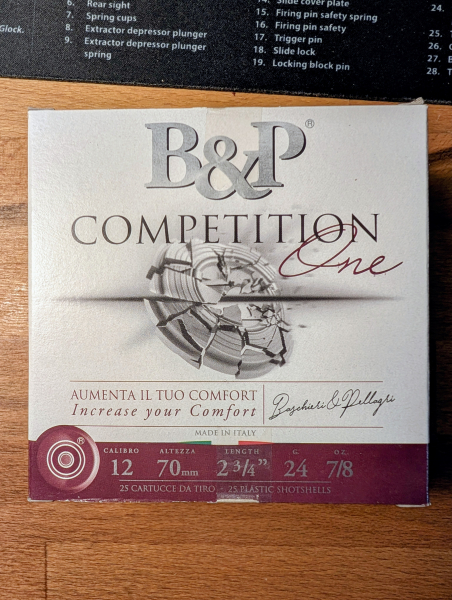 6. Rear sight
7. Spring cups
8. Extractor depressor plunger
9. Extractor depressor plunger
spring
Glock.
14. Slide cover plate
15. Firing pin safety spring
16. Firing pin safety
17. Trigger pin
18. Slide lock
19. Locking block pin
24.
25.
26.
27.
28.
B&P®
COMPETITION
One
AUMENTA IL TUO COMFORT
Increase your Comfort
Baschieri & Pellagri
MADE IN ITALY
®
CALIBRO ALTEZZA LENGTH G. OZ.
12 70mm 2 3/4" 24 7/8
25 CARTUCCE DA TIRO - 25 PLASTIC SHOTSHELLS